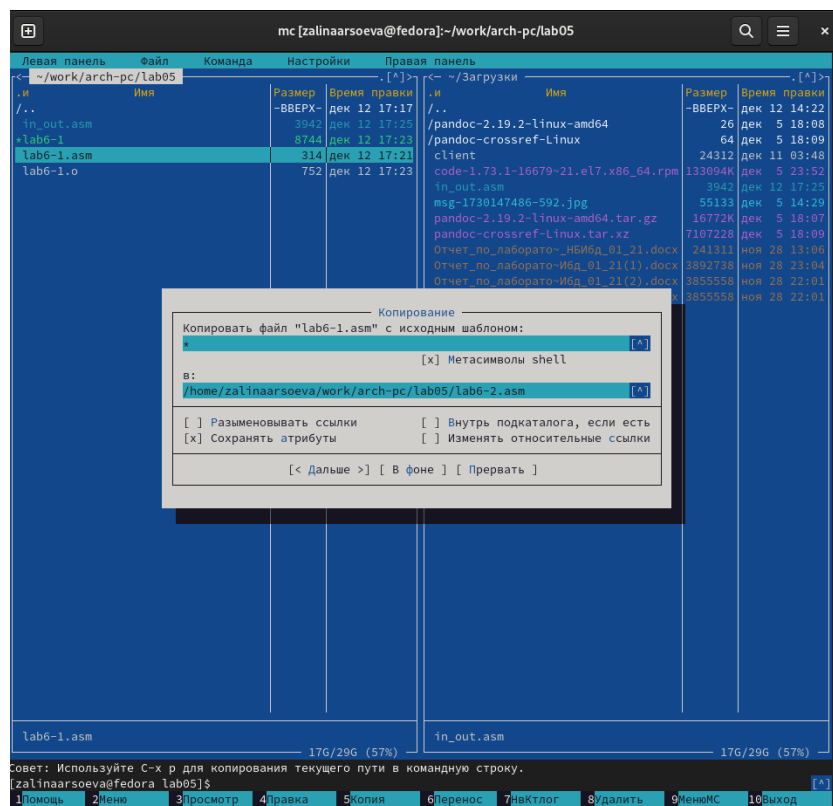 mc [zalinaarsoeva@fedora]:~/work/arch-pc/lab05
Левая панель Файл Команда Настройки Правая панель
<— ~/work/arch-pc/lab05 .[^]>
.и Имя Размер Время правки
/.. -ВВЕРХ- дек 12 17:17
in_out.asm 3942 дек 12 17:25
*lab6-1 8744 дек 12 17:23
lab6-1.asm 314 дек 12 17:21
lab6-1.o 752 дек 12 17:23
<— ~/Загрузки .[^]>
.и Имя Размер Время правки
/.. -ВВЕРХ- дек 12 14:22
/pandoc-2.19.2-linux-amd64 26 дек 5 18:08
/pandoc-crossref-Linux 64 дек 5 18:09
client 24312 дек 11 03:48
code-1.73.1-16679~21.el7.x86_64.rpm 133094K дек 5 23:52
in_out.asm 3942 дек 12 17:25
msg-1730147486-592.jpg 55133 дек 5 14:29
pandoc-2.19.2-linux-amd64.tar.gz 16772K дек 5 18:07
pandoc-crossref-Linux.tar.xz 7107228 дек 5 18:09
Отчет_по_лаборато~_НБИбд_01_21.docx 241311 ноя 28 13:06
Отчет_по_лаборато~Ибд_01_21(1).docx 3892738 ноя 28 23:04
Отчет_по_лаборато~Ибд_01_21(2).docx 3855558 ноя 28 22:01
x 3855558 ноя 28 22:01
Копирование
Копировать файл "lab6-1.asm" с исходным шаблоном:
* [^]
[x] Метасимволы shell
в:
/home/zalinaarsoeva/work/arch-pc/lab05/lab6-2.asm [^]
[ ] Разыменовывать ссылки [ ] Внутрь подкаталога, если есть
[x] Сохранять атрибуты [ ] Изменять относительные ссылки
[< Дальше >] [ В фоне ] [ Прервать ]
lab6-1.asm
17G/29G (57%)
in_out.asm
17G/29G (57%)
Совет: Используйте C-x p для копирования текущего пути в командную строку.
[zalinaarsoeva@fedora lab05]$ [^]
1Помощь 2Меню 3Просмотр 4Правка 5Копия 6Перенос 7НвКтлог 8Удалить 9МенюМС 10Выход